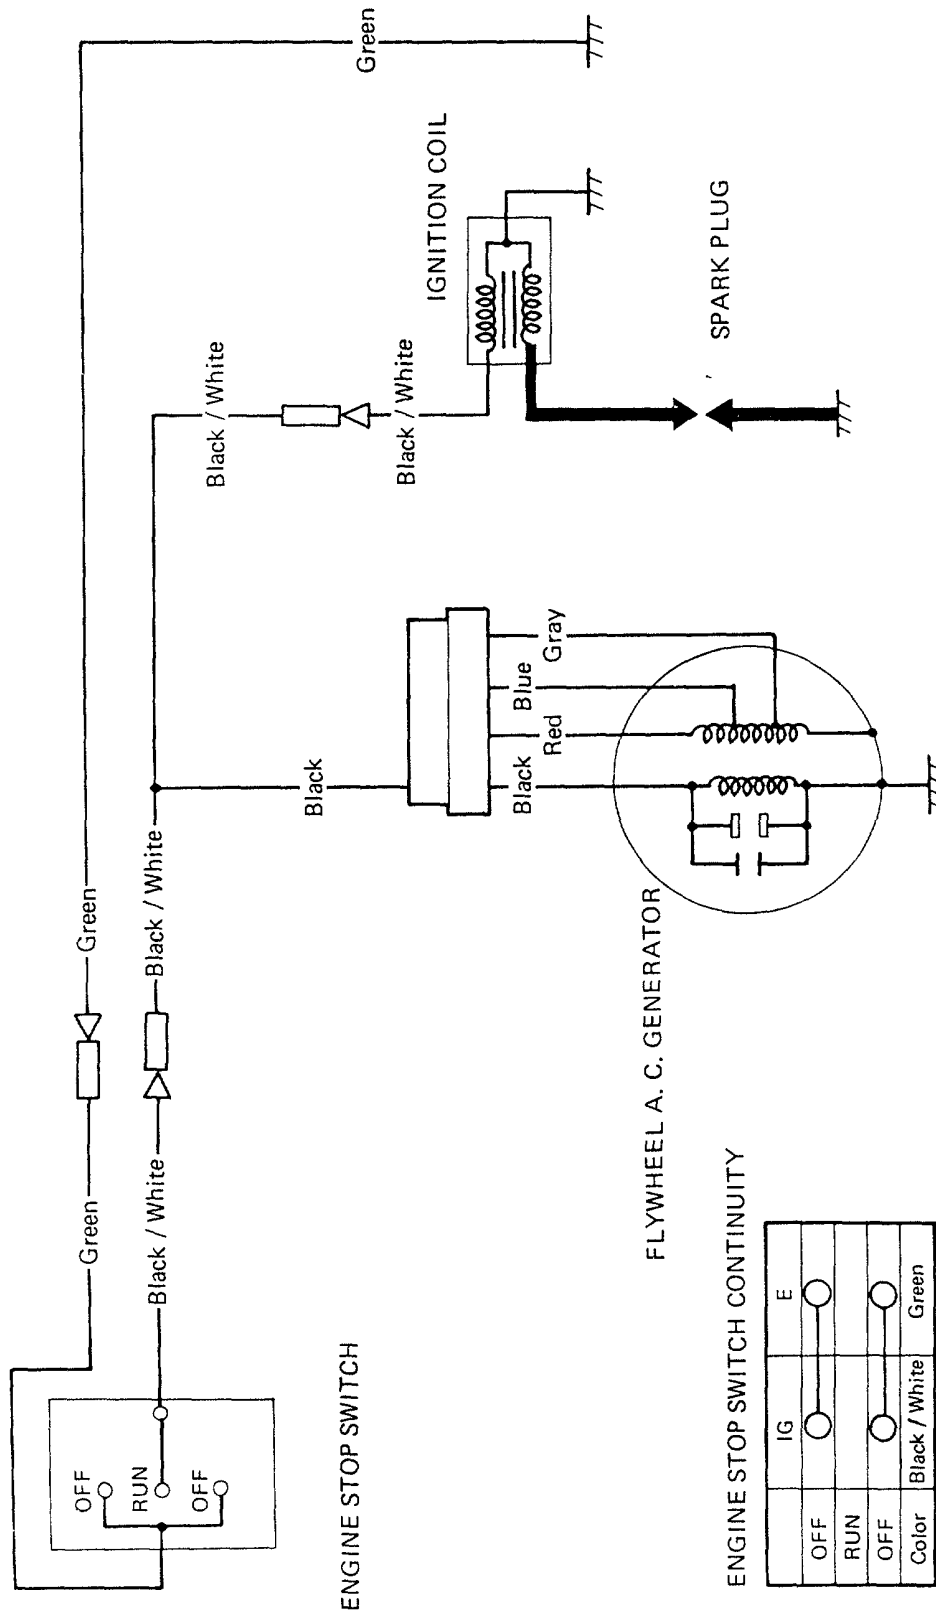 Green
Green
Green
Black / White
Black / White
Black / White
Black / White
IGNITION COIL
SPARK PLUG
Black
Black
Red
Blue
Gray
FLYWHEEL A. C. GENERATOR
OFF
RUN
OFF
ENGINE STOP SWITCH
ENGINE STOP SWITCH CONTINUITY
IG E
OFF
RUN
OFF
Color Black / White Green